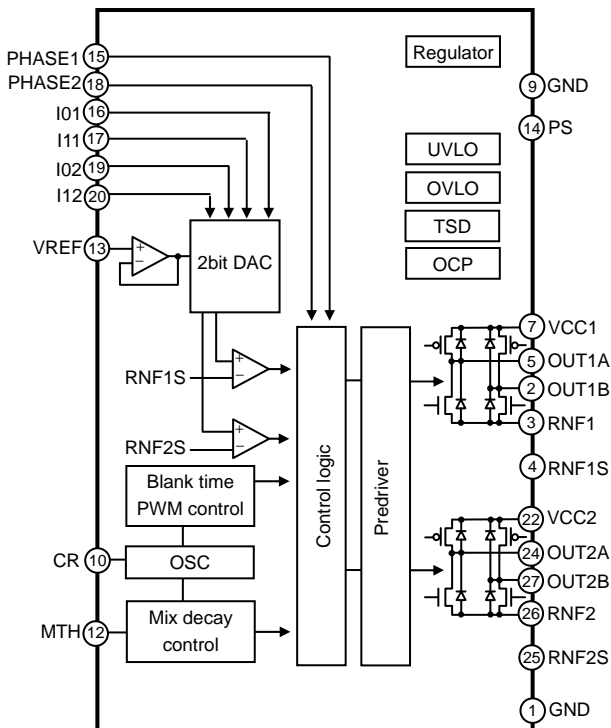 PHASE1 15
PHASE2 18
I01 16
I11 17
I02 19
I12 20
VREF 13
+
−
2bit DAC
RNF1S
+
−
RNF2S
+
−
Blank time
PWM control
CR 10
OSC
MTH 12
Mix decay
control
Control logic
Predriver
Regulator
9 GND
14 PS
UVLO
OVLO
TSD
OCP
7 VCC1
5 OUT1A
2 OUT1B
3 RNF1
4 RNF1S
22 VCC2
24 OUT2A
27 OUT2B
26 RNF2
25 RNF2S
1 GND